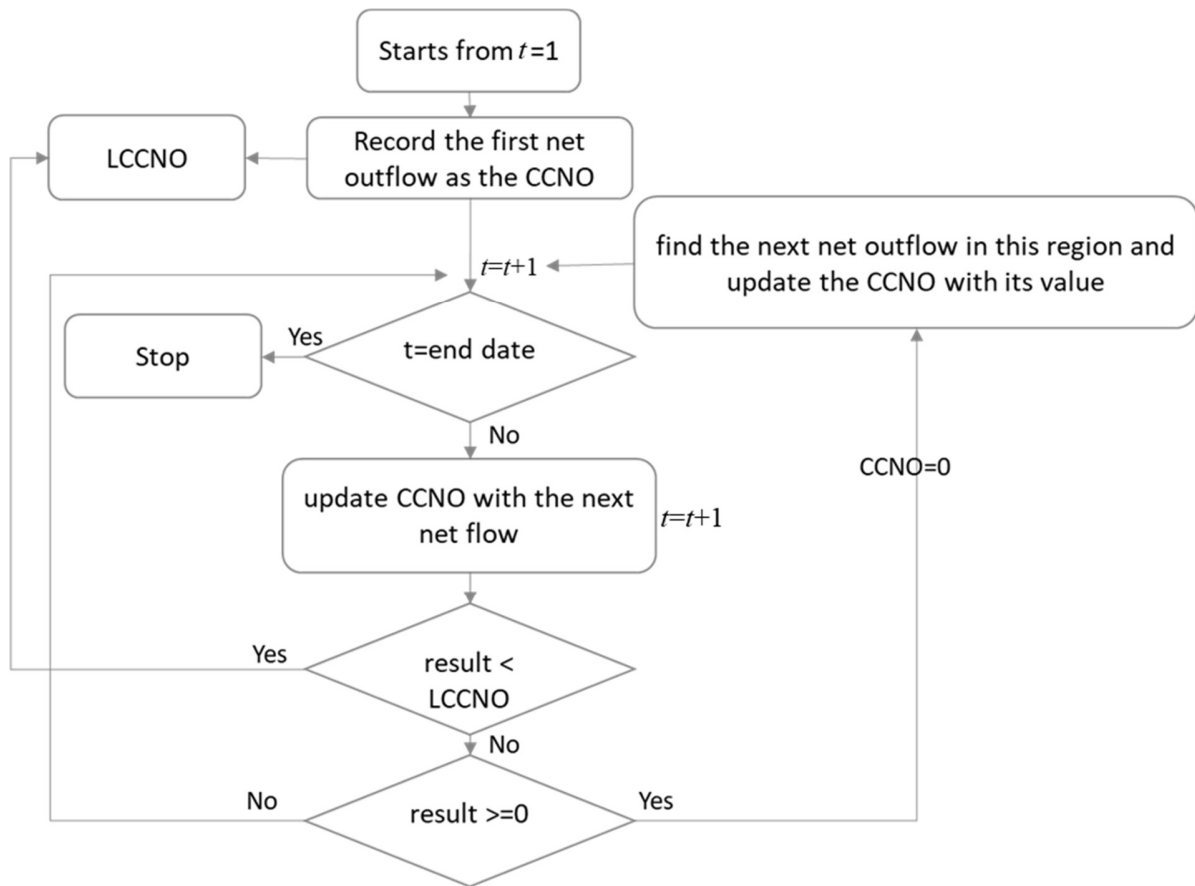 Starts from t=1
LCCNO
Record the first net
outflow as the CCNO
find the next net outflow in this region and
update the CCNO with its value
t=t+1
Yes
Stop
t=end date
No
CCNO=0
update CCNO with the next
net flow
t=t+1
Yes
result <
LCCNO
No
No
result >=0
Yes